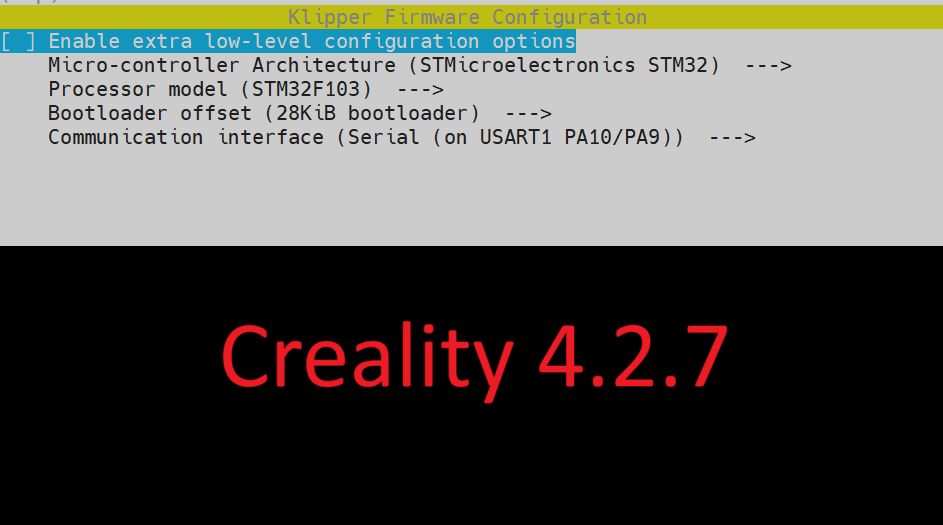 Klipper Firmware Configuration
[ ] Enable extra low-level configuration options
Micro-controller Architecture (STMicroelectronics STM32) --->
Processor model (STM32F103) --->
Bootloader offset (28KiB bootloader) --->
Communication interface (Serial (on USART1 PA10/PA9)) --->
Creality 4.2.7